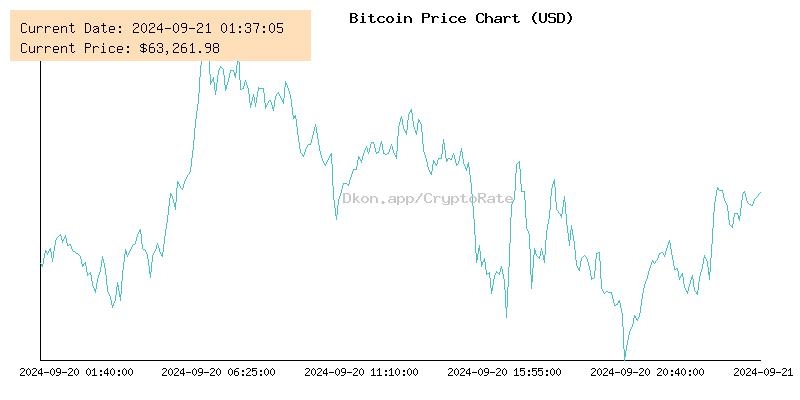 Bitcoin Price Chart (USD)
Current Date: 2024-09-21 01:37:05
Current Price: $63,261.98
Dkon.app/CryptoRate
2024-09-20 01:40:00 2024-09-20 06:25:00 2024-09-20 11:10:00 2024-09-20 15:55:00 2024-09-20 20:40:00 2024-09-21